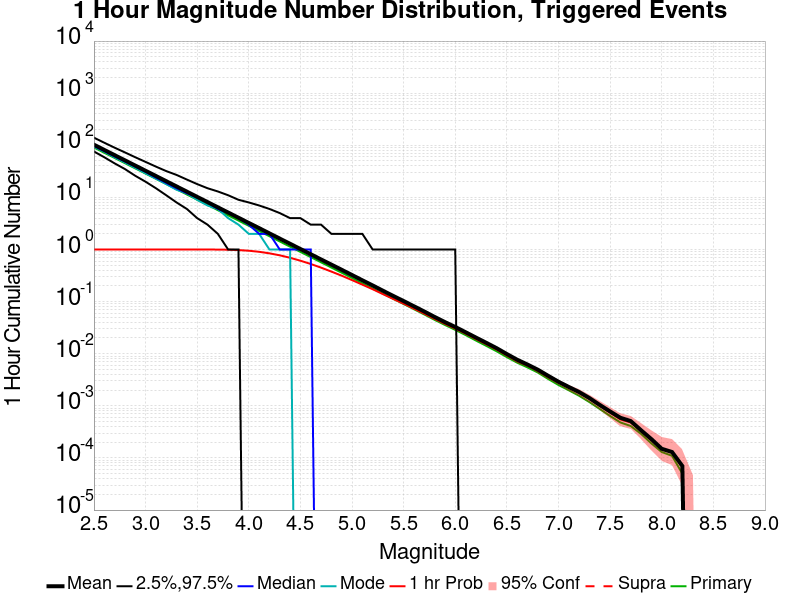 1 Hour Magnitude Number Distribution, Triggered Events
1 Hour Cumulative Number
10^4
10^3
10^2
10^1
10^0
10^-1
10^-2
10^-3
10^-4
10^-5
2.5 3.0 3.5 4.0 4.5 5.0 5.5 6.0 6.5 7.0 7.5 8.0 8.5 9.0
Magnitude
Mean 2.5%,97.5% Median Mode 1 hr Prob 95% Conf Supra Primary